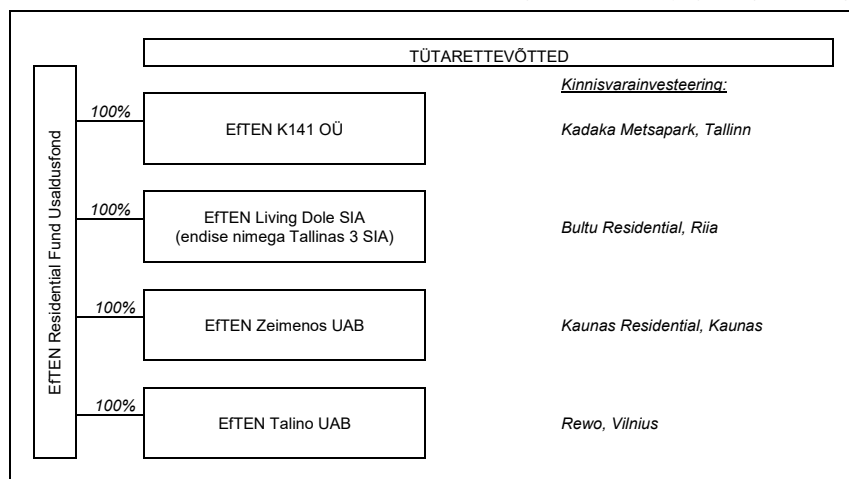 TÜTARETTEVÕTTED
EfTEN Residential Fund Usaldusfond
Kinnisvarainvesteering:
100%
EfTEN K141 OÜ
Kadaka Metsapark, Tallinn
100%
EfTEN Living Dole SIA
(endise nimega Tallinas 3 SIA)
Bultu Residential, Riia
100%
EfTEN Zeimenos UAB
Kaunas Residential, Kaunas
100%
EfTEN Talino UAB
Rewo, Vilnius